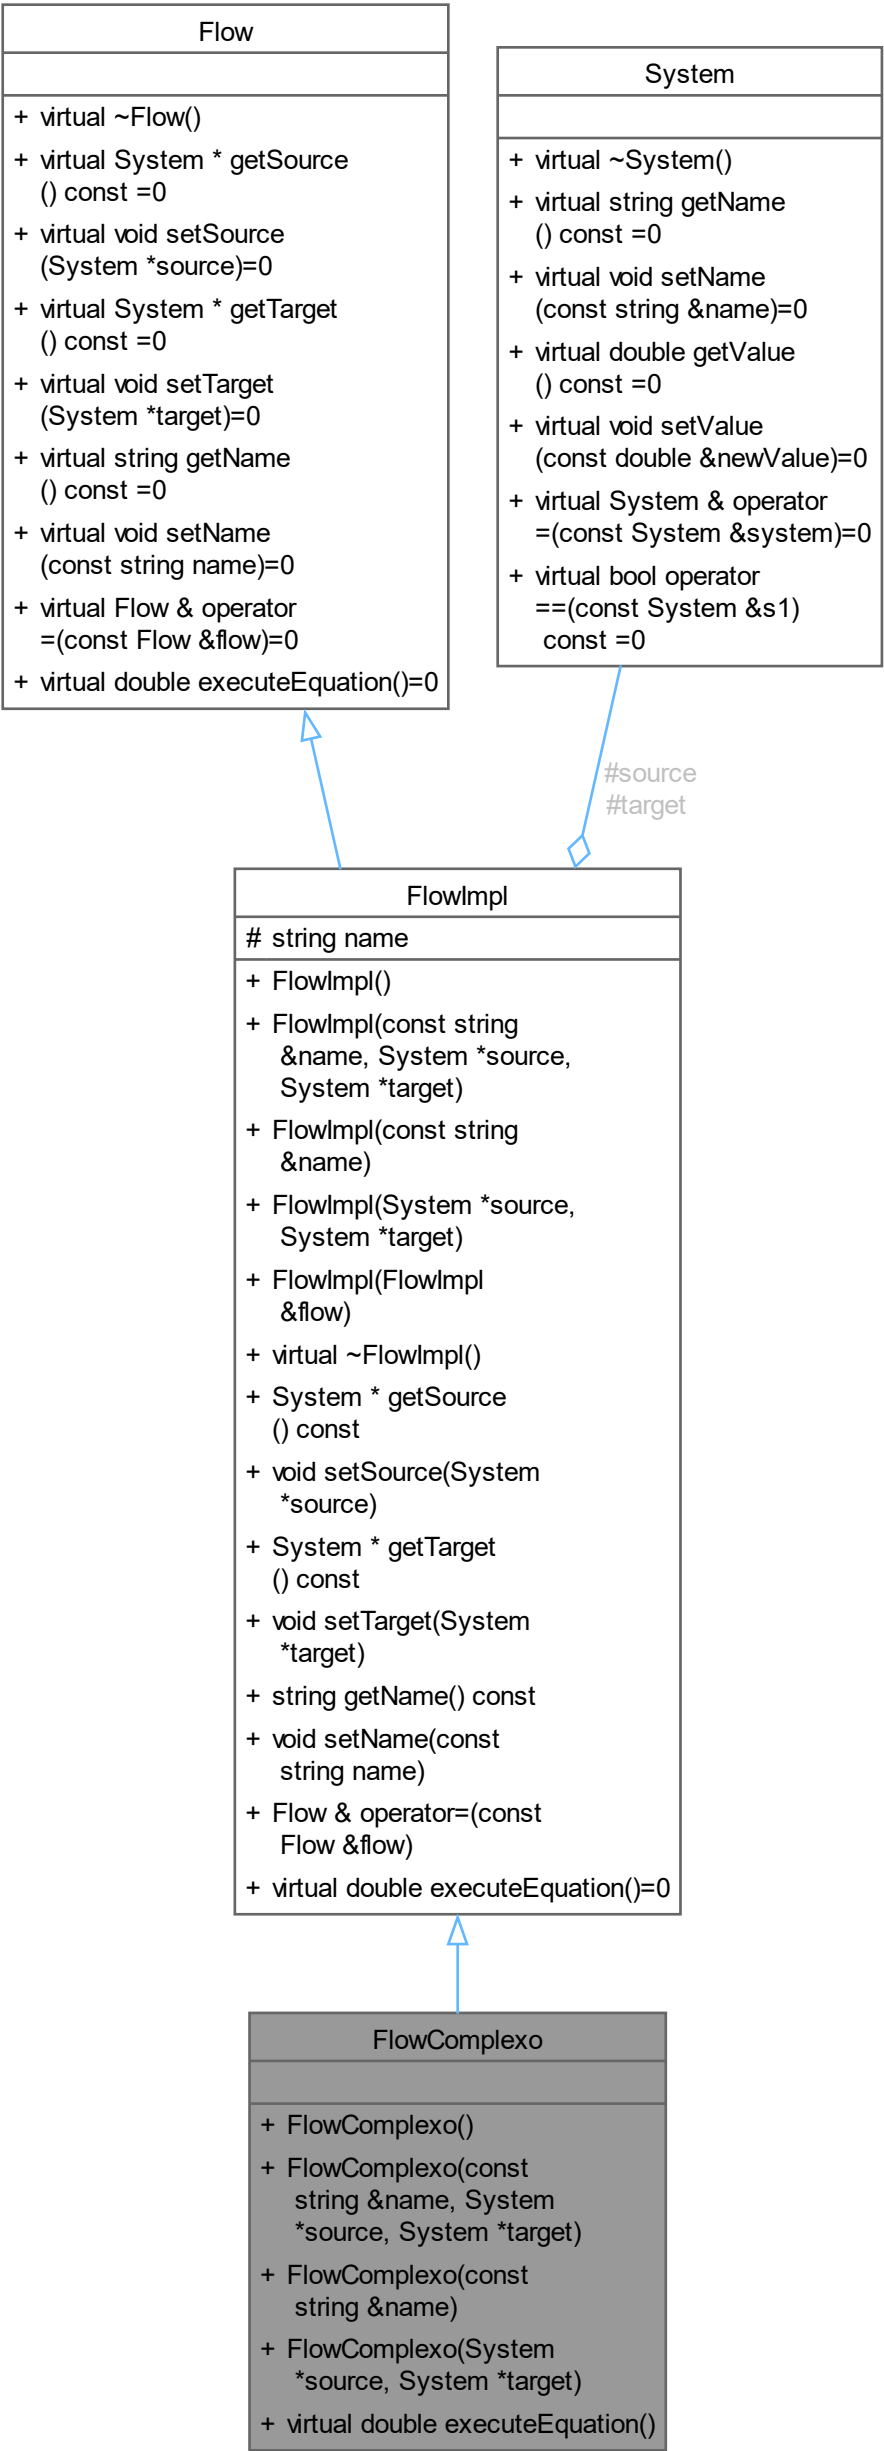 Flow
+ virtual ~Flow()
+ virtual System * getSource
() const =0
+ virtual void setSource
(System *source)=0
+ virtual System * getTarget
() const =0
+ virtual void setTarget
(System *target)=0
+ virtual string getName
() const =0
+ virtual void setName
(const string name)=0
+ virtual Flow & operator
=(const Flow &flow)=0
+ virtual double executeEquation()=0
System
+ virtual ~System()
+ virtual string getName
() const =0
+ virtual void setName
(const string &name)=0
+ virtual double getValue
() const =0
+ virtual void setValue
(const double &newValue)=0
+ virtual System & operator
=(const System &system)=0
+ virtual bool operator
==(const System &s1)
const =0
#source
#target
FlowImpl
# string name
+ FlowImpl()
+ FlowImpl(const string
&name, System *source,
System *target)
+ FlowImpl(const string
&name)
+ FlowImpl(System *source,
System *target)
+ FlowImpl(FlowImpl
&flow)
+ virtual ~FlowImpl()
+ System * getSource
() const
+ void setSource(System
*source)
+ System * getTarget
() const
+ void setTarget(System
*target)
+ string getName() const
+ void setName(const
string name)
+ Flow & operator=(const
Flow &flow)
+ virtual double executeEquation()=0
FlowComplexo
+ FlowComplexo()
+ FlowComplexo(const
string &name, System
*source, System *target)
+ FlowComplexo(const
string &name)
+ FlowComplexo(System
*source, System *target)
+ virtual double executeEquation()